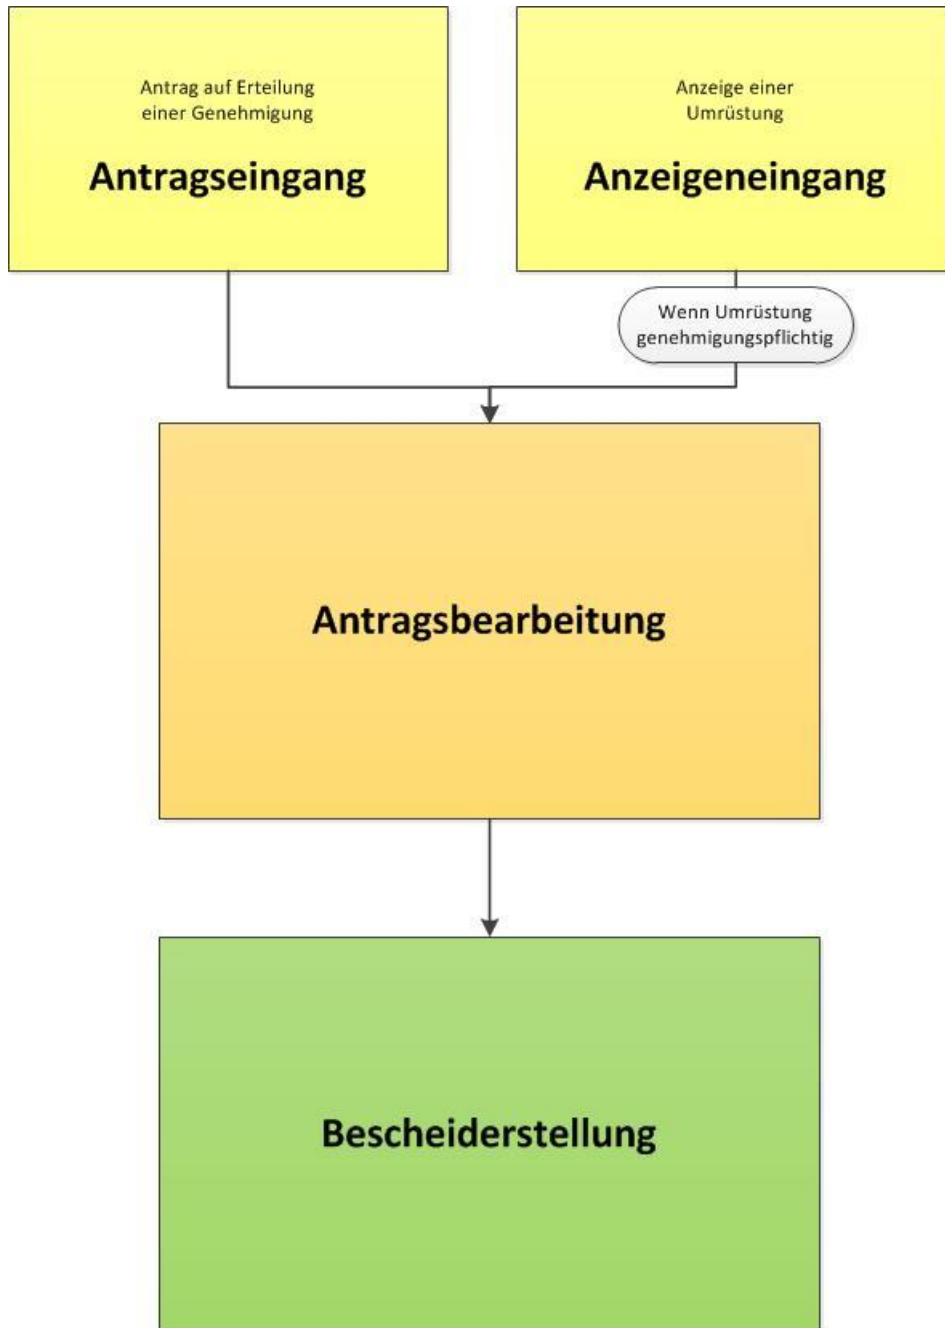 Antrag auf Erteilung
einer Genehmigung
Antragseingang
Anzeige einer
Umrüstung
Anzeigeneingang
Wenn Umrüstung
genehmigungspflichtig
Antragsbearbeitung
Bescheiderstellung